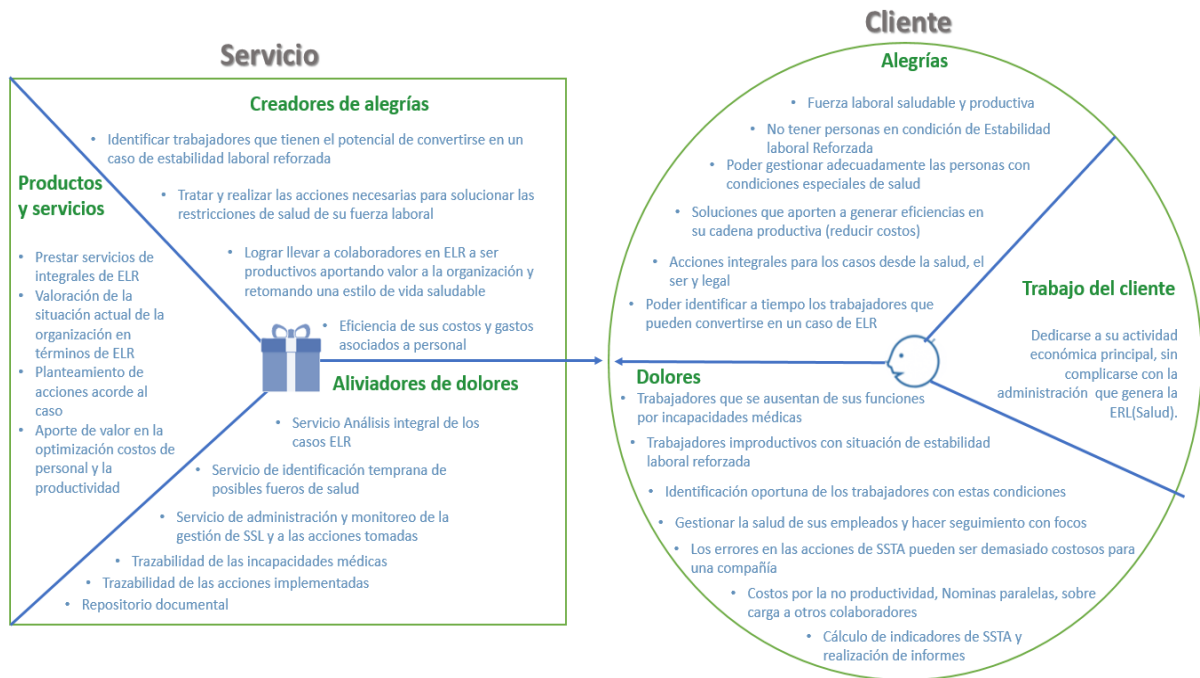 Servicio
Creadores de alegrías
• Identificar trabajadores que tienen el potencial de convertirse en un
caso de estabilidad laboral reforzada
• Tratar y realizar las acciones necesarias para solucionar las
restricciones de salud de su fuerza laboral
• Lograr llevar a colaboradores en ELR a ser
productivos aportando valor a la organización y
retomando una estilo de vida saludable
• Eficiencia de sus costos y gastos
asociados a personal
Productos
y servicios
• Prestar servicios de
integrales de ELR
• Valoración de la
situación actual de la
organización en
términos de ELR
• Planteamiento de
acciones acorde al
caso
• Aporte de valor en la
optimización costos de
personal y la
productividad
Aliviadores de dolores
• Servicio Análisis integral de los
casos ELR
• Servicio de identificación temprana de
posibles fueros de salud
• Servicio de administración y monitoreo de la
gestión de SSL y a las acciones tomadas
• Trazabilidad de las incapacidades médicas
• Trazabilidad de las acciones implementadas
• Repositorio documental
Cliente
Alegrías
• Fuerza laboral saludable y productiva
• No tener personas en condición de Estabilidad
laboral Reforzada
• Poder gestionar adecuadamente las personas con
condiciones especiales de salud
• Soluciones que aporten a generar eficiencias en
su cadena productiva (reducir costos)
• Acciones integrales para los casos desde la salud, el
ser y legal
• Poder identificar a tiempo los trabajadores que
pueden convertirse en un caso de ELR
Trabajo del cliente
Dedicarse a su actividad
económica principal, sin
complicarse con la
administración que genera la
ERL(Salud).
Dolores
• Trabajadores que se ausentan de sus funciones
por incapacidades médicas
• Trabajadores improductivos con situación de estabilidad
laboral reforzada
• Identificación oportuna de los trabajadores con estas condiciones
• Gestionar la salud de sus empleados y hacer seguimiento con focos
• Los errores en las acciones de SSTA pueden ser demasiado costosos para
una compañía
• Costos por la no productividad, Nominas paralelas, sobre
carga a otros colaboradores
• Cálculo de indicadores de SSTA y
realización de informes